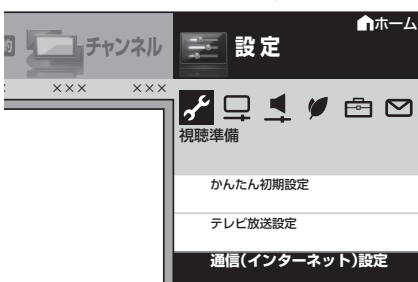 ホーム
的
チャンネル
設定
××× ×××
視聴準備
かんたん初期設定
テレビ放送設定
通信(インターネット)設定